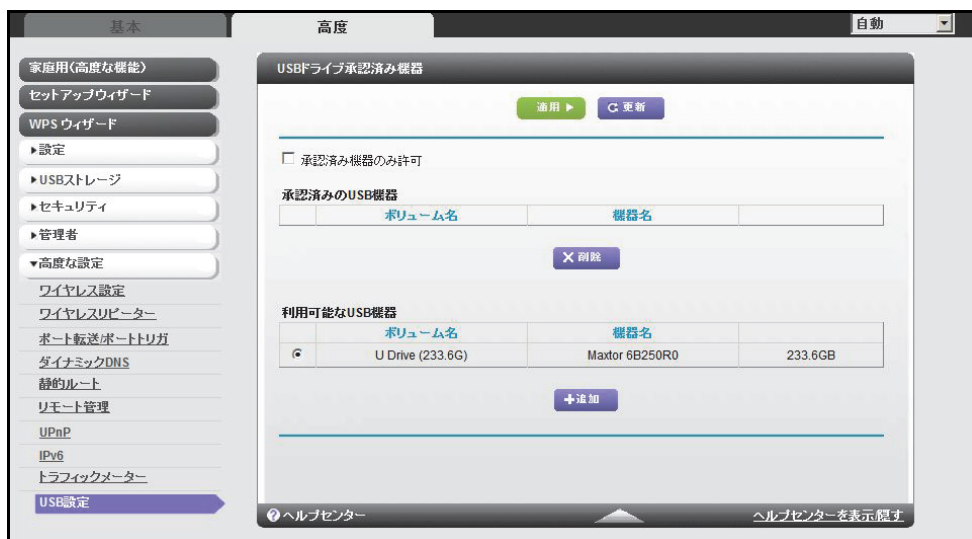 基本
高度
自動
家庭用(高度な機能)
セットアップウィザード
WPS ウィザード
▶設定
▶USBストレージ
▶セキュリティ
▶管理者
▼高度な設定
ワイヤレス設定
ワイヤレスリピーター
ポート転送/ポートトリガ
ダイナミックDNS
静的ルート
リモート管理
UPnP
IPv6
トラフィックメーター
USB設定
USBドライブ承認済み機器
適用 ▶
更新
承認済み機器のみ許可
承認済みのUSB機器
ボリューム名 機器名
削除
利用可能なUSB機器
ボリューム名 機器名
U Drive (233.6G) Maxtor 6B250R0 233.6GB
追加
ヘルプセンター
ヘルプセンターを表示/隠す